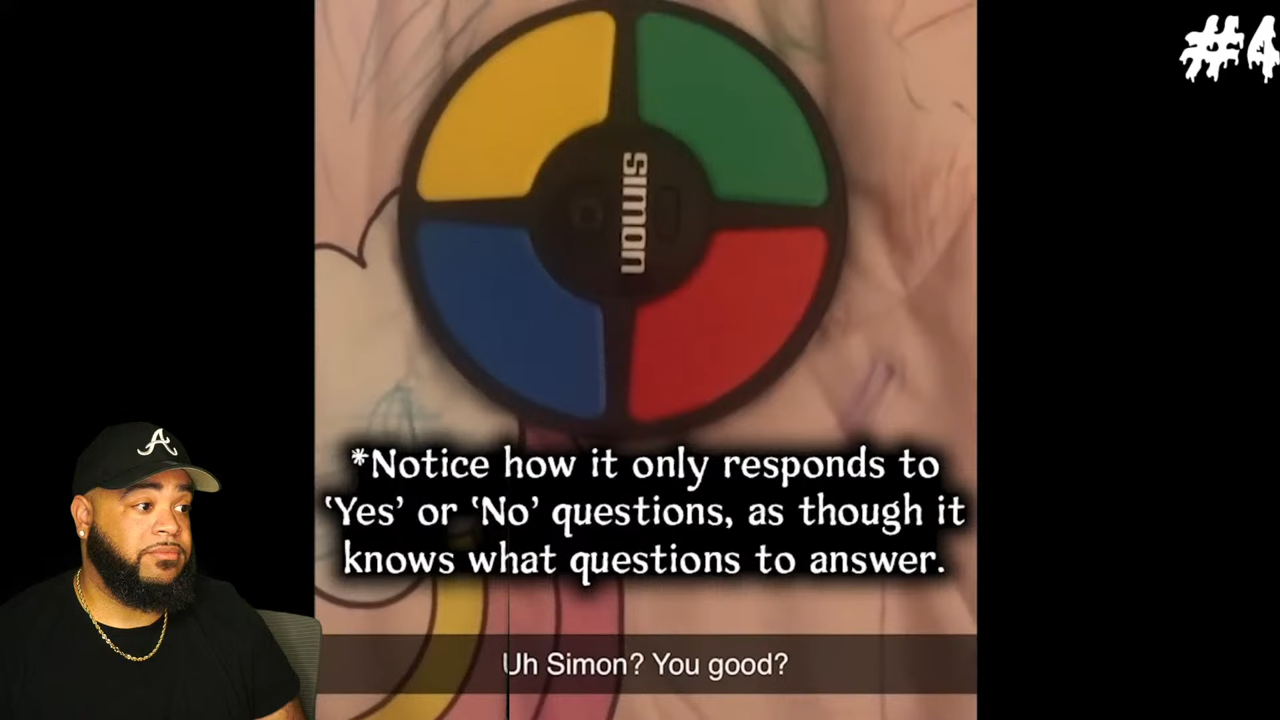 #4
A
simon
*Notice how it only responds to
‘Yes’ or ‘No’ questions, as though it
knows what questions to answer.
Uh Simon? You good?